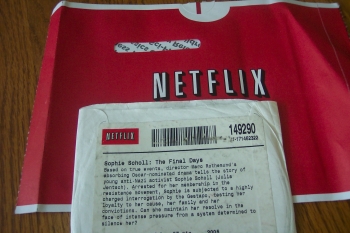 NETFLIX
NETFLIX
149290
Sophie Scholl: The Final Days
Based on true events, director Marc Rothemund's
absorbing Oscar-nominated drama tells the story of
young anti-Nazi activist Sophie Scholl (Julia
Jentsch). Arrested for her membership in the
resistance movement, Sophie is subjected to a highly
charged interrogation by the Gestapo, testing her
loyalty to her cause, her family and her
convictions. Can she maintain her resolve in the
face of intense pressure from a system determined to
silence her?